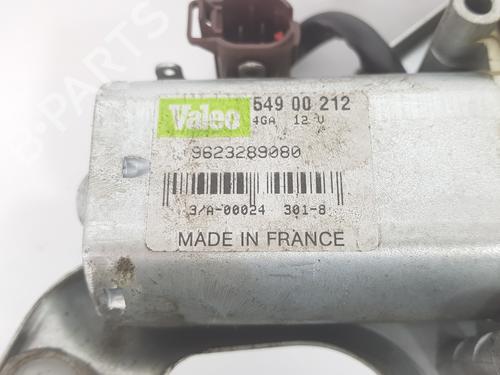 Valeo 549 00 212
4GA 12 V
9623289080
3/A-00024 301-8
MADE IN FRANCE